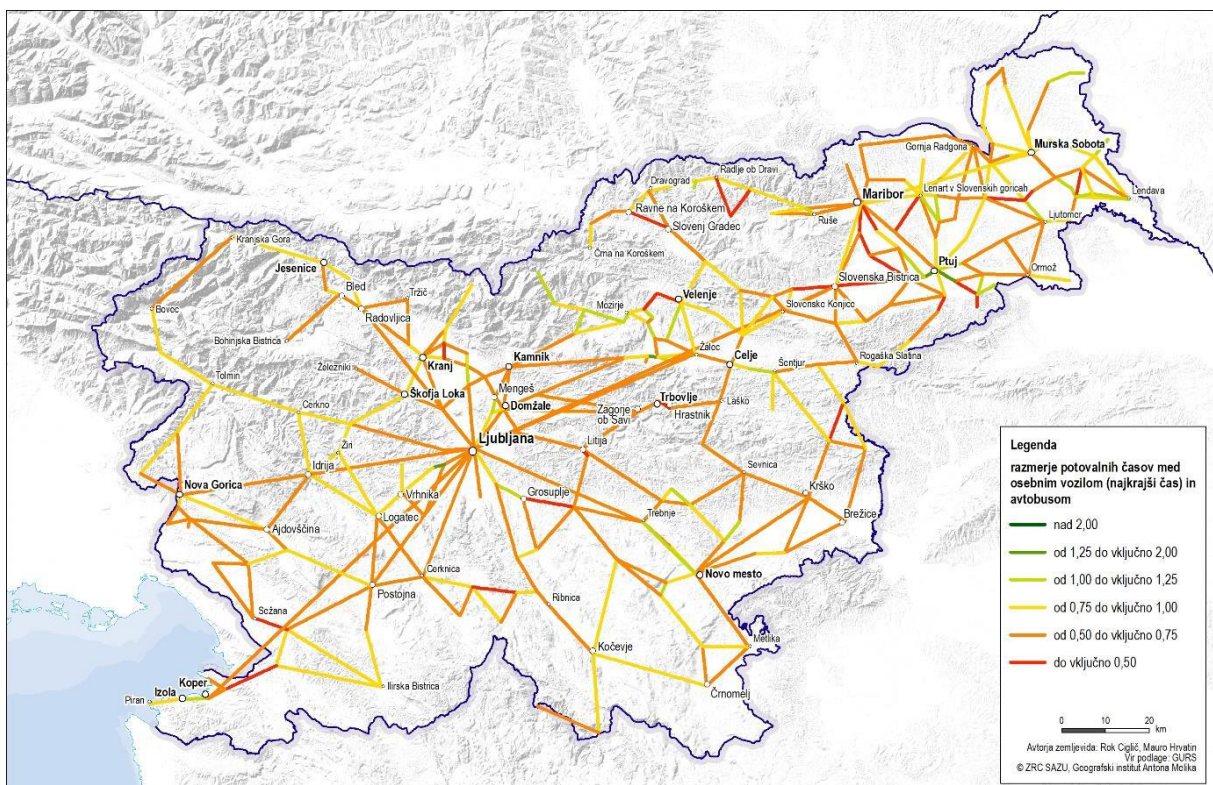 Murska Sobota
Gornja Radgona
Radlje ob Dravi
Dravograd
Maribor
Lenart v Slovenskih goricah
Lendava
Ravne na Koroškem
Ruše
Ljutomer
Slovenj Gradec
Kranjska Gora
Črna na Koroškem
Jesenice
Ptuj
Slovenska Bistrica
Ormož
Bled
Tržič
Velenje
Mozirje
Slovenske Konjice
Bovec
Radovljica
Bohinjska Bistrica
Kranj
Kamnik
Žalec
Celje
Šentjur
Rogaška Slatina
Železniki
Tolmin
Škofja Loka
Mengeš
Domžale
Trbovlje
Zagorje
ob Savi
Hrastnik
Laško
Cerkno
Žiri
Ljubljana
Litija
Idrija
Sevnica
Nova Gorica
Vrhnika
Grosuplje
Krško
Logatec
Trebnje
Brežice
Ajdovščina
Cerknica
Novo mesto
Postojna
Ribnica
Sežana
Metlika
Kočevje
Koper
Izola
Piran
Ilirska Bistrica
Črnomelj
Legenda
razmerje potovalnih časov med
osebnim vozilom (najkrajši čas) in
avtobusom
nad 2,00
od 1,25 do vključno 2,00
od 1,00 do vključno 1,25
od 0,75 do vključno 1,00
od 0,50 do vključno 0,75
do vključno 0,50
0 10 20
km
Avtorja zemljevida: Rok Ciglič, Mauro Hrvatin
Vir podlage: GURS
© ZRC SAZU, Geografski inštitut Antona Melika